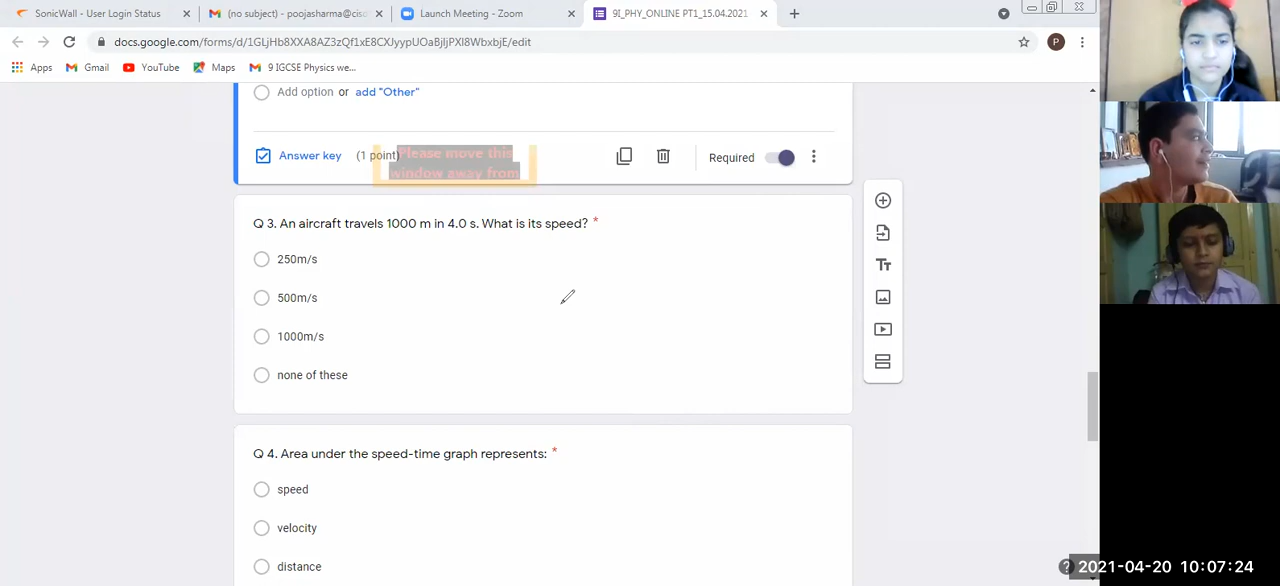 SonicWall - User Login Status
(no subject) - poojasharma@cis
Launch Meeting - Zoom
9I_PHY_ONLINE PT1_15.04.2021
docs.google.com/forms/d/1GLjHb8XXA8AZ3zQf1xE8CXJyypUOaBjIjPXI8WbxbjE/edit
P
Apps
Gmail
YouTube
Maps
9 IGCSE Physics we...
Add option or add "Other"
Answer key (1 point)
Please move this
window away from
Required
Q 3. An aircraft travels 1000 m in 4.0 s. What is its speed? *
250m/s
500m/s
1000m/s
none of these
Tт
Q 4. Area under the speed-time graph represents: *
speed
velocity
distance
? 2021-04-20 10:07:24